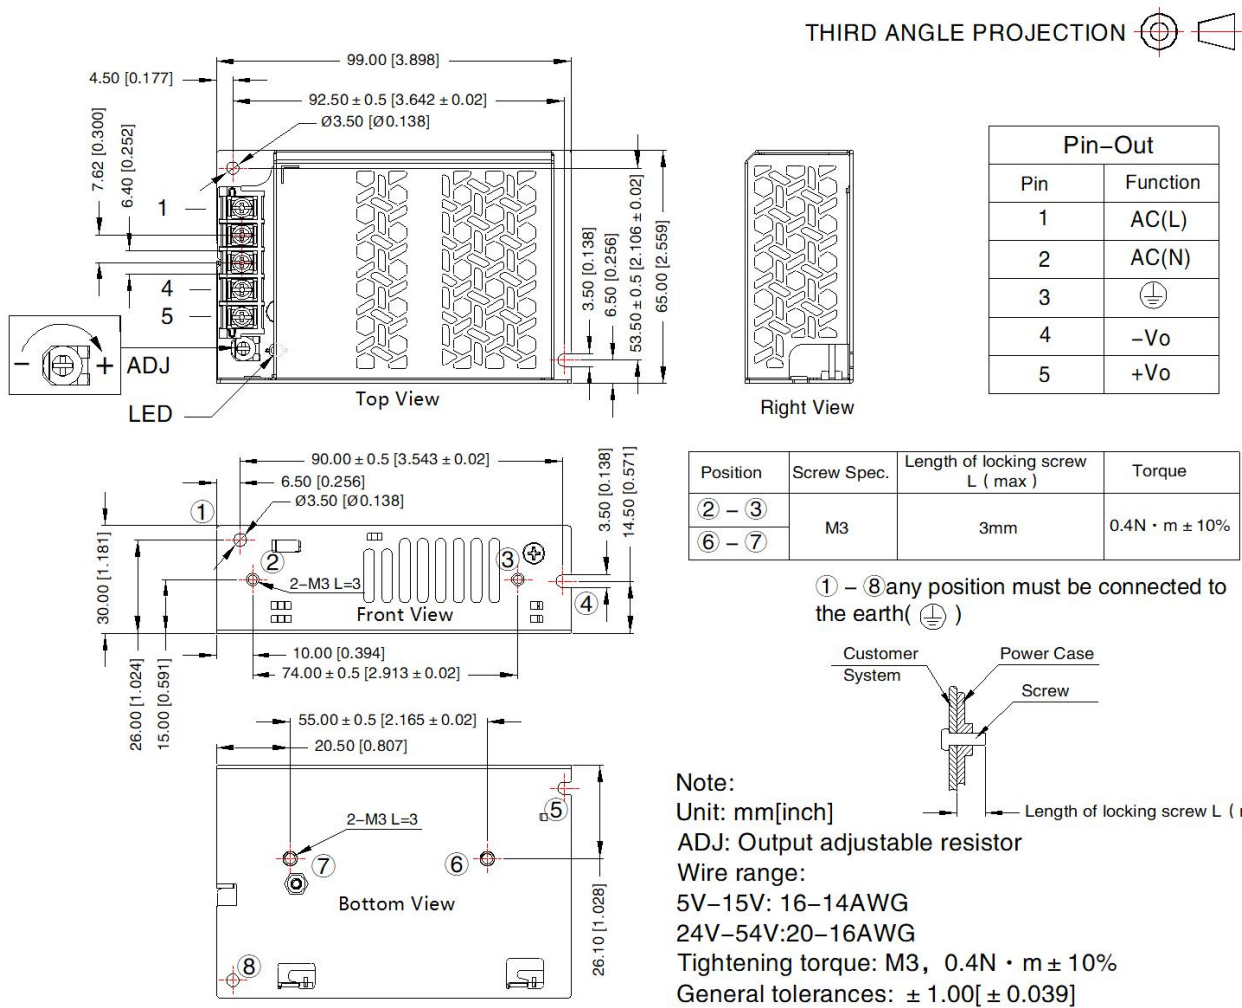 THIRD ANGLE PROJECTION
99.00 [3.898]
4.50 [0.177]
92.50 ± 0.5 [3.642 ± 0.02]
Ø3.50 [Ø0.138]
7.62 [0.300]
6.40 [0.252]
1
4
5
- +
ADJ
LED
3.50 [0.138]
6.50 [0.256]
53.50 ± 0.5 [2.106 ± 0.02]
65.00 [2.559]
Top View
Right View
Pin-Out
Pin Function
1 AC(L)
2 AC(N)
3
4 -Vo
5 +Vo
90.00 ± 0.5 [3.543 ± 0.02]
6.50 [0.256]
Ø3.50 [Ø0.138]
①
②
③
④
2-M3 L=3
Front View
3.50 [0.138]
14.50 [0.571]
30.00 [1.181]
26.00 [1.024]
15.00 [0.591]
10.00 [0.394]
74.00 ± 0.5 [2.913 ± 0.02]
Position Screw Spec. Length of locking screw L ( max ) Torque
② - ③
⑥ - ⑦
M3 3mm 0.4N · m ± 10%
① - ⑧any position must be connected to
the earth( )
Customer
System
Power Case
Screw
Length of locking screw L (
55.00 ± 0.5 [2.165 ± 0.02]
20.50 [0.807]
2-M3 L=3
⑤
⑥
⑦
⑧
Bottom View
26.10 [1.028]
Note:
Unit: mm[inch]
ADJ: Output adjustable resistor
Wire range:
5V-15V: 16-14AWG
24V-54V:20-16AWG
Tightening torque: M3, 0.4N · m ± 10%
General tolerances: ± 1.00[ ± 0.039]